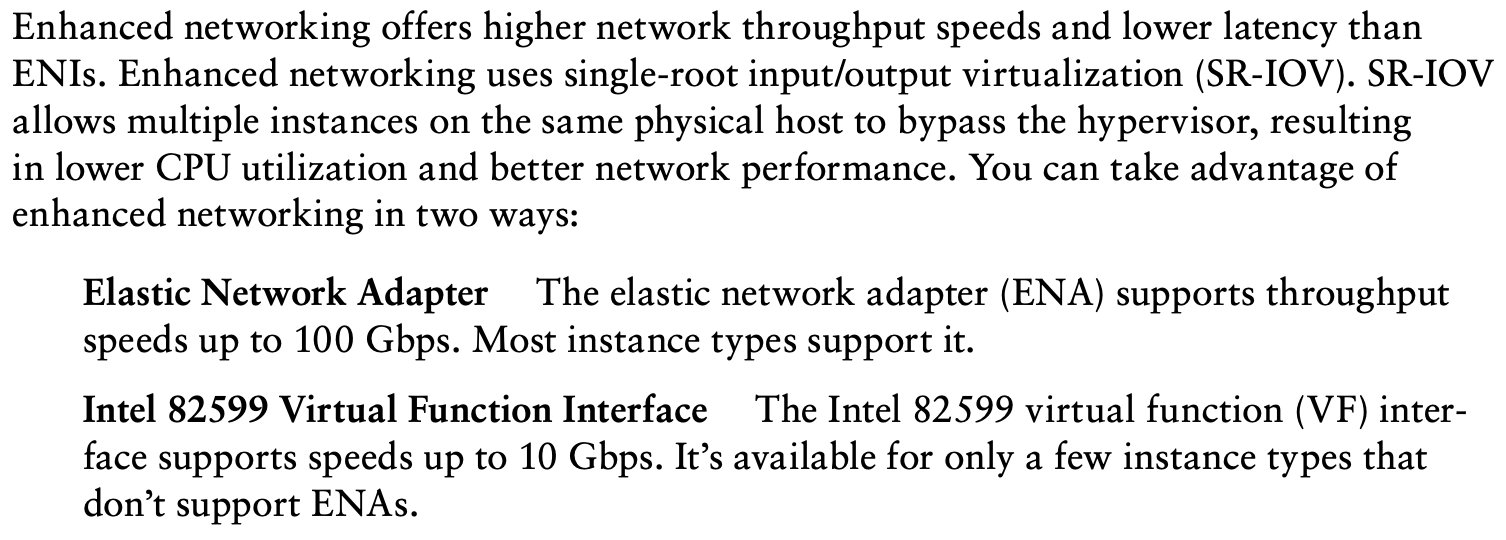 Enhanced networking offers higher network throughput speeds and lower latency than
ENIs. Enhanced networking uses single-root input/output virtualization (SR-IOV). SR-IOV
allows multiple instances on the same physical host to bypass the hypervisor, resulting
in lower CPU utilization and better network performance. You can take advantage of
enhanced networking in two ways:
Elastic Network Adapter The elastic network adapter (ENA) supports throughput
speeds up to 100 Gbps. Most instance types support it.
Intel 82599 Virtual Function Interface The Intel 82599 virtual function (VF) inter-
face supports speeds up to 10 Gbps. It’s available for only a few instance types that
don’t support ENAs.